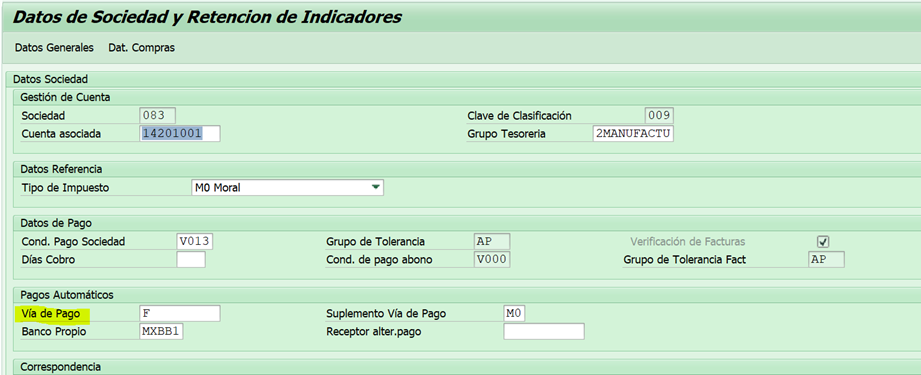 Datos de Sociedad y Retencion de Indicadores
Datos Generales Dat. Compras
Datos Sociedad
Gestión de Cuenta
Sociedad 083 Clave de Clasificación 009
Cuenta asociada 14201001 Grupo Tesoreria 2MANUFACTU
Datos Referencia
Tipo de Impuesto M0 Moral
Datos de Pago
Cond. Pago Sociedad V013 Grupo de Tolerancia AP Verificación de Facturas
Días Cobro Cond. de pago abono V000 Grupo de Tolerancia Fact AP
Pagos Automáticos
Vía de Pago F Suplemento Vía de Pago M0
Banco Propio MXBB1 Receptor alter.pago
Correspondencia